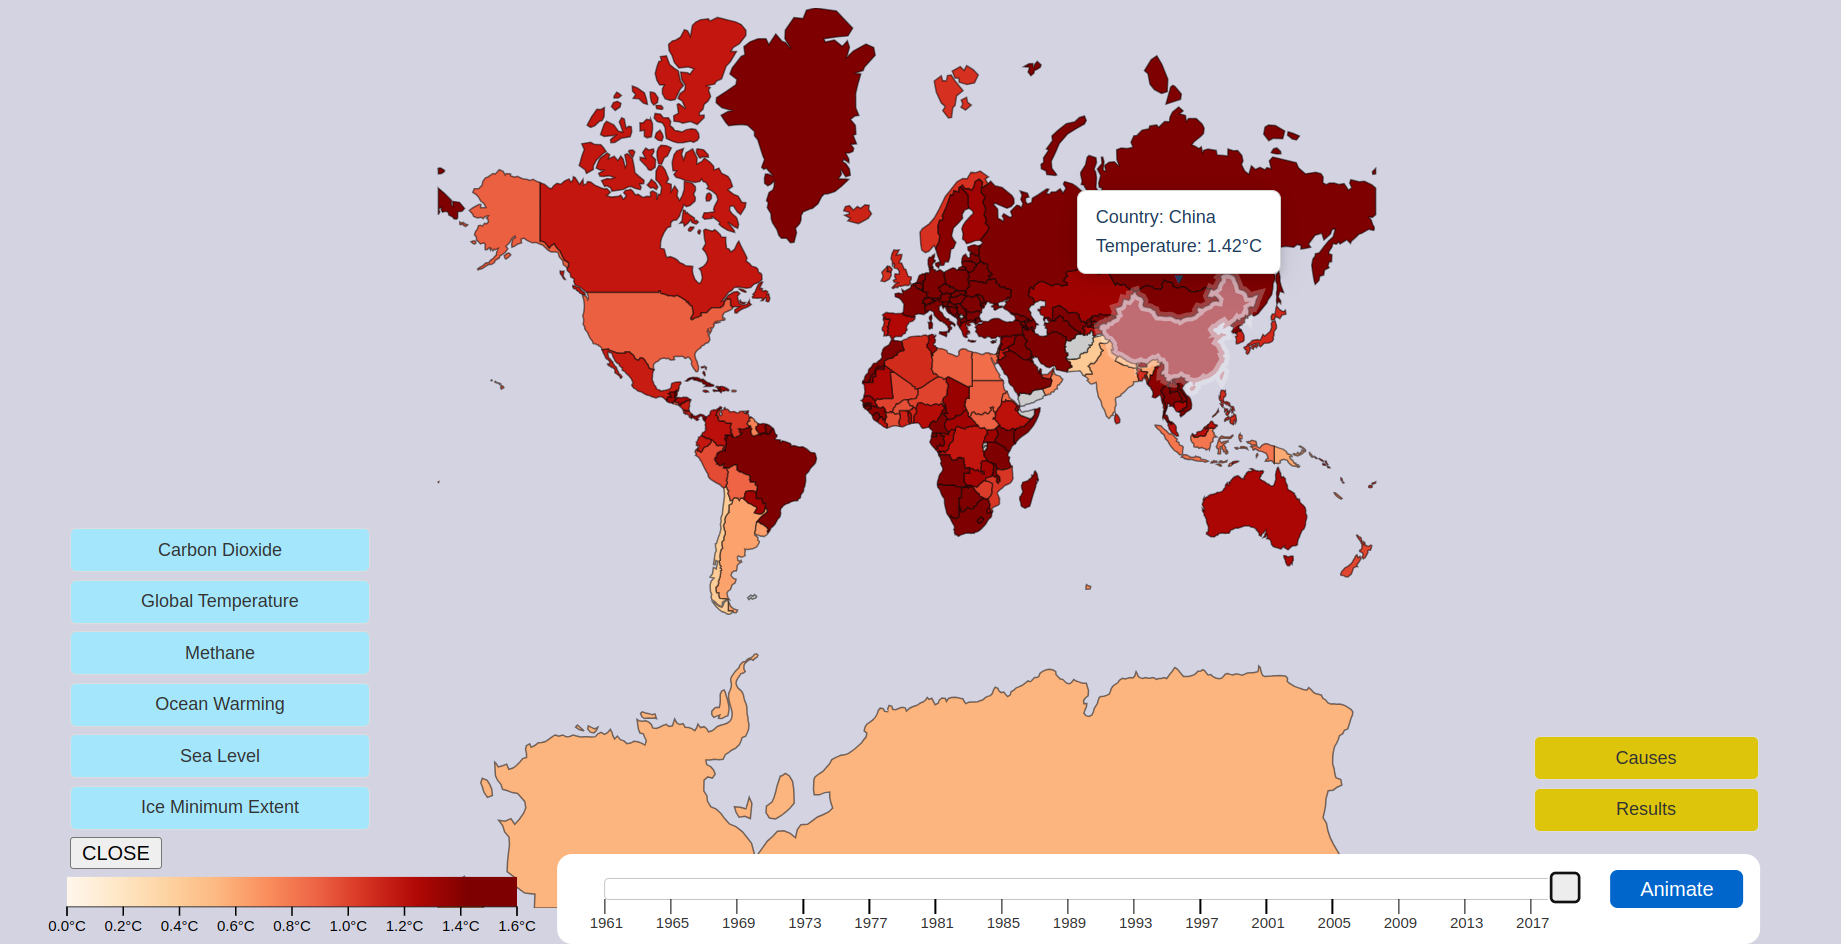 Country: China
Temperature: 1.42°C
Carbon Dioxide
Global Temperature
Methane
Ocean Warming
Sea Level
Ice Minimum Extent
CLOSE
0.0°C 0.2°C 0.4°C 0.6°C 0.8°C 1.0°C 1.2°C 1.4°C 1.6°C
Causes
Results
Animate
1961 1965 1969 1973 1977 1981 1985 1989 1993 1997 2001 2005 2009 2013 2017